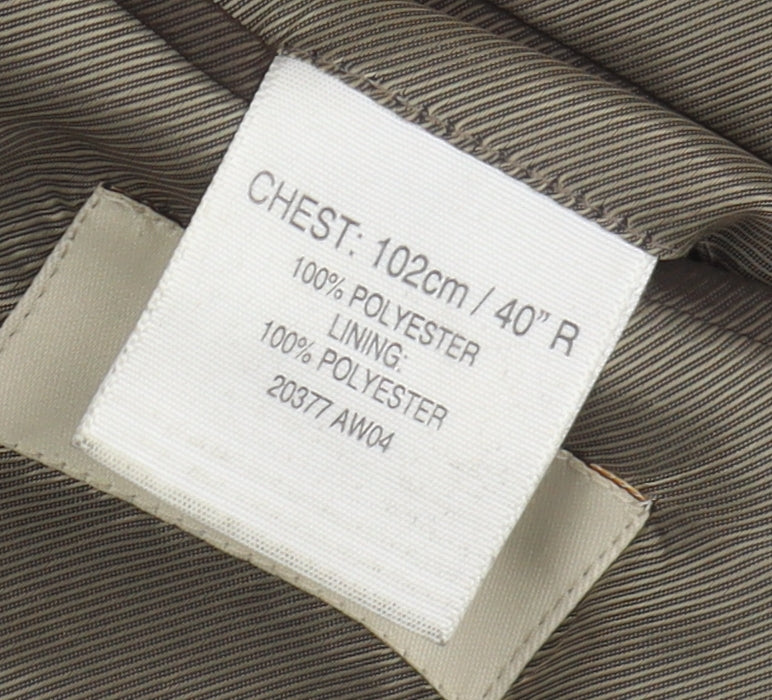 CHEST: 102cm / 40” R
100% POLYESTER
LINING:
100% POLYESTER
20377 AW04